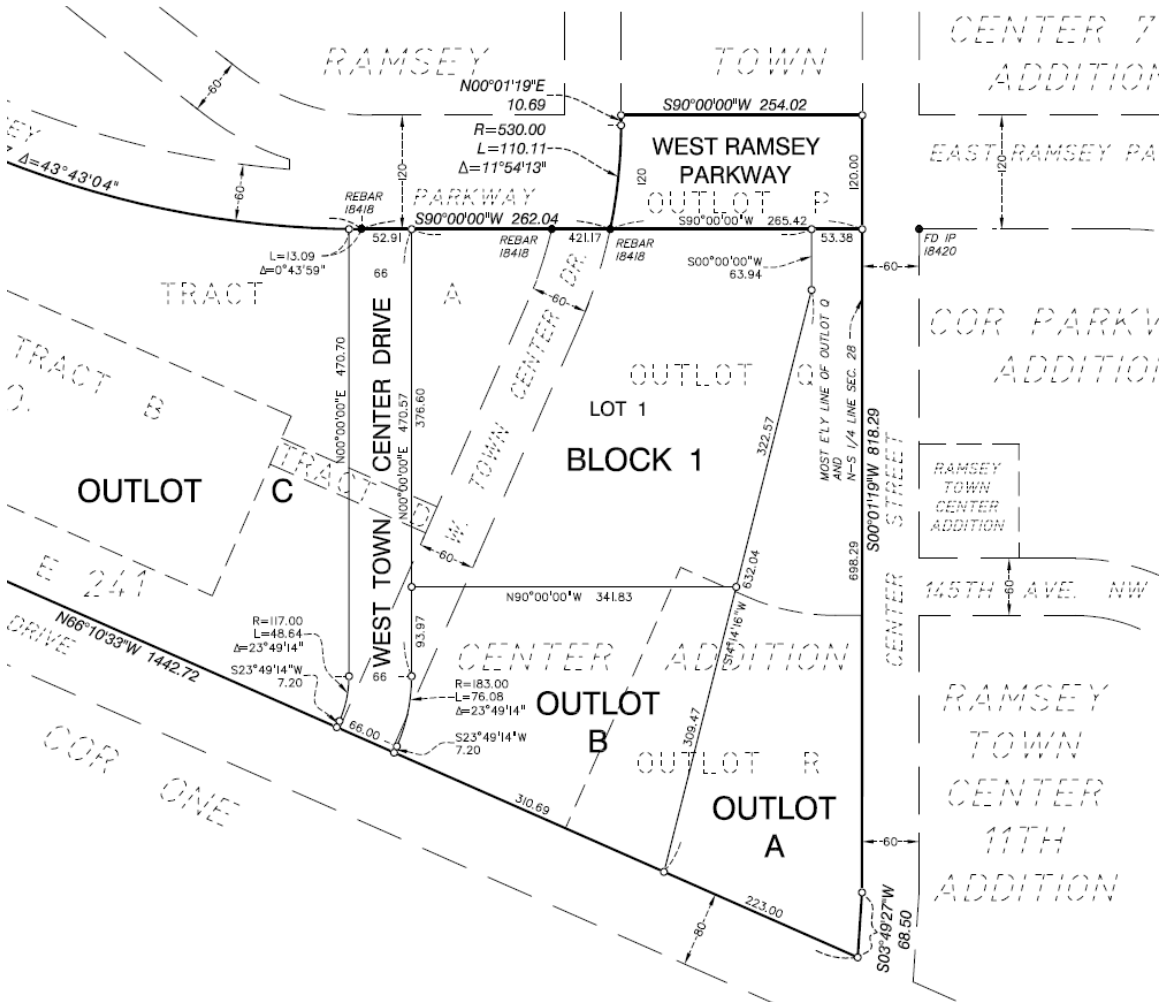 RAMSEY
TOWN
CENTER 7
ADDITION
-60-
N00°01'19"E
10.69
S90°00'00"W 254.02
R=530.00
L=110.11
Δ=11°54'13"
WEST RAMSEY
PARKWAY
120
120
120.00
120
EAST RAMSEY PA
Δ=43°43'04"
-60-
REBAR
18418
PARKWAY
OUTLOT P
S90°00'00"W 262.04
S90°00'00"W 265.42
52.91
REBAR
18418
421.17
REBAR
18418
53.38
FD IP
18420
L=13.09
Δ=0°43'59"
S00°00'00"W
63.94
-60-
66
TRACT
A
-60-
COR PARKW
ADDITION
TRACT B
N00°00'00"E 470.70
WEST TOWN CENTER DRIVE
N00°00'00"E 470.57
376.60
W. TOWN CENTER DR.
OUTLOT Q
LOT 1
BLOCK 1
322.57
MOST E'LY LINE OF OUTLOT Q
AND
N-S 1/4 LINE SEC. 28
S00°01'19"W 818.29
CENTER STREET
RAMSEY
TOWN
CENTER
ADDITION
OUTLOT C
TRACT D
-60-
632.04
698.29
-60-
145TH AVE. NW
E 241
DRIVE
N90°00'00"W 341.83
S14°14'16"W
N66°10'33"W 1442.72
R=117.00
L=48.64
Δ=23°49'14"
S23°49'14"W
7.20
93.97
66
CENTER ADDITION
R=183.00
L=76.08
Δ=23°49'14"
S23°49'14"W
7.20
OUTLOT
B
66.00
309.47
OUTLOT R
RAMSEY
TOWN
CENTER
11TH
ADDITION
COR ONE
310.69
OUTLOT
A
-60-
223.00
-80-
S03°49'27"W
68.50